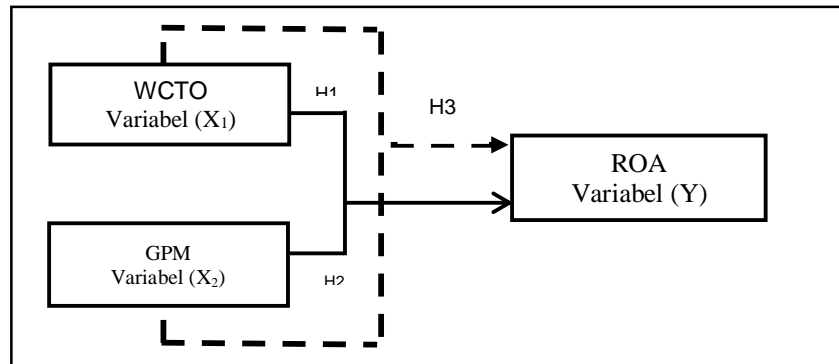 WCTO
Variabel (X₁)
H1
H3
ROA
Variabel (Y)
GPM
Variabel (X₂)
H2